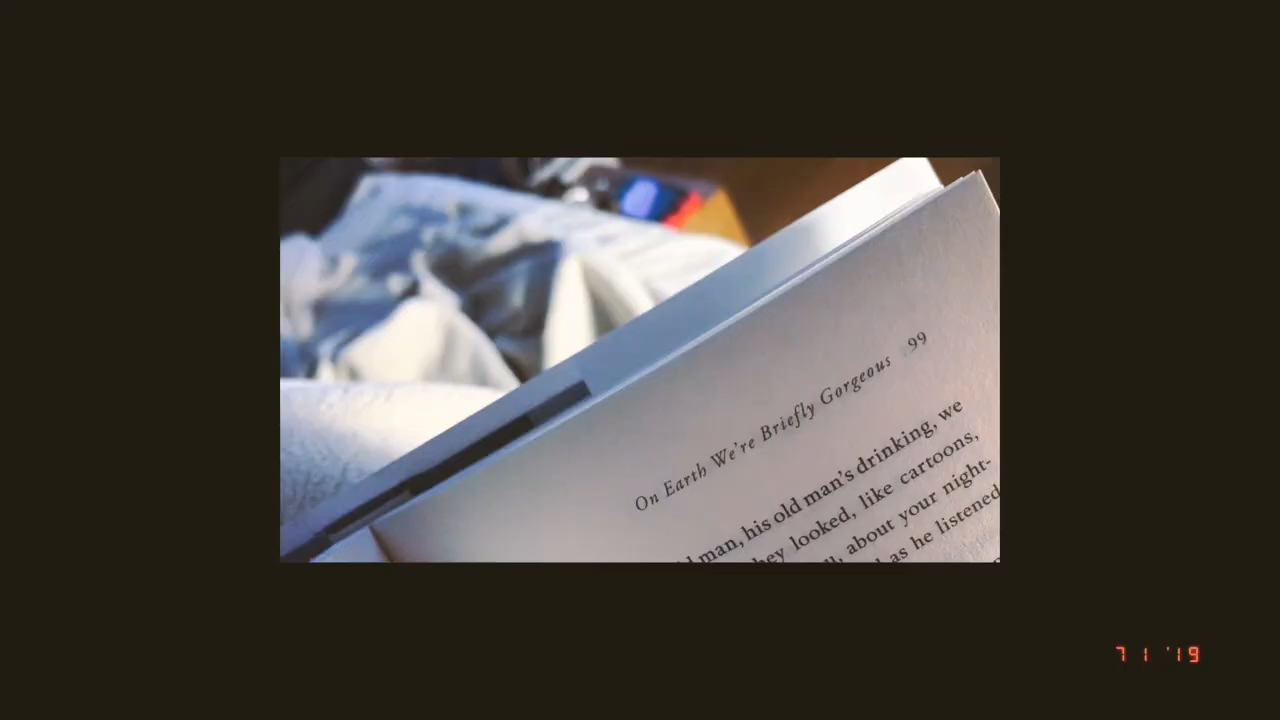 On Earth We're Briefly Gorgeous 99
man, his old man's drinking, we
hey looked, like cartoons,
about your night-
as he listened
7 1 '19